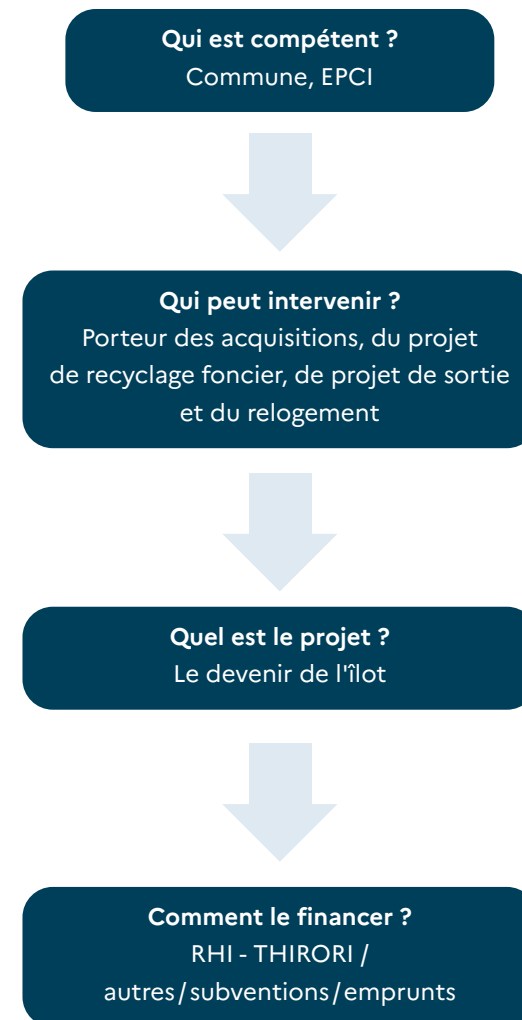 Qui est compétent ?
Commune, EPCI
Qui peut intervenir ?
Porteur des acquisitions, du projet
de recyclage foncier, de projet de sortie
et du relogement
Quel est le projet ?
Le devenir de l'îlot
Comment le financer ?
RHI - THIRORI /
autres/subventions/emprunts